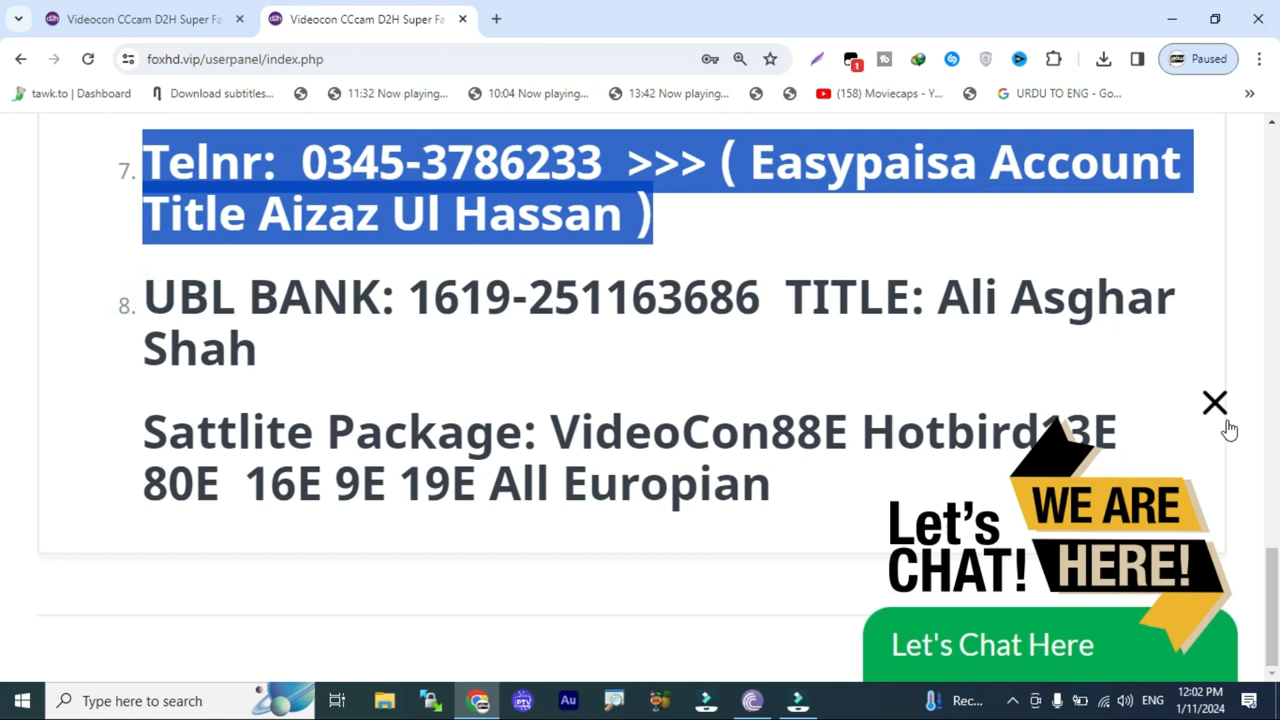 Videocon CCcam D2H Super Fa
Videocon CCcam D2H Super Fa
foxhd.vip/userpanel/index.php
1
Paused
tawk.to | Dashboard
Download subtitles...
11:32 Now playing...
10:04 Now playing...
13:42 Now playing...
(158) Moviecaps - Y...
URDU TO ENG - Go...
7. Telnr: 0345-3786233 >>> ( Easypaisa Account
Title Aizaz Ul Hassan )
8. UBL BANK: 1619-251163686 TITLE: Ali Asghar
Shah
Sattlite Package: VideoCon88E Hotbird13E
80E 16E 9E 19E All Europian
Let's
CHAT!
WE ARE
HERE!
Let's Chat Here
Type here to search
PTV
Au
Rec...
ENG
12:02 PM
1/11/2024